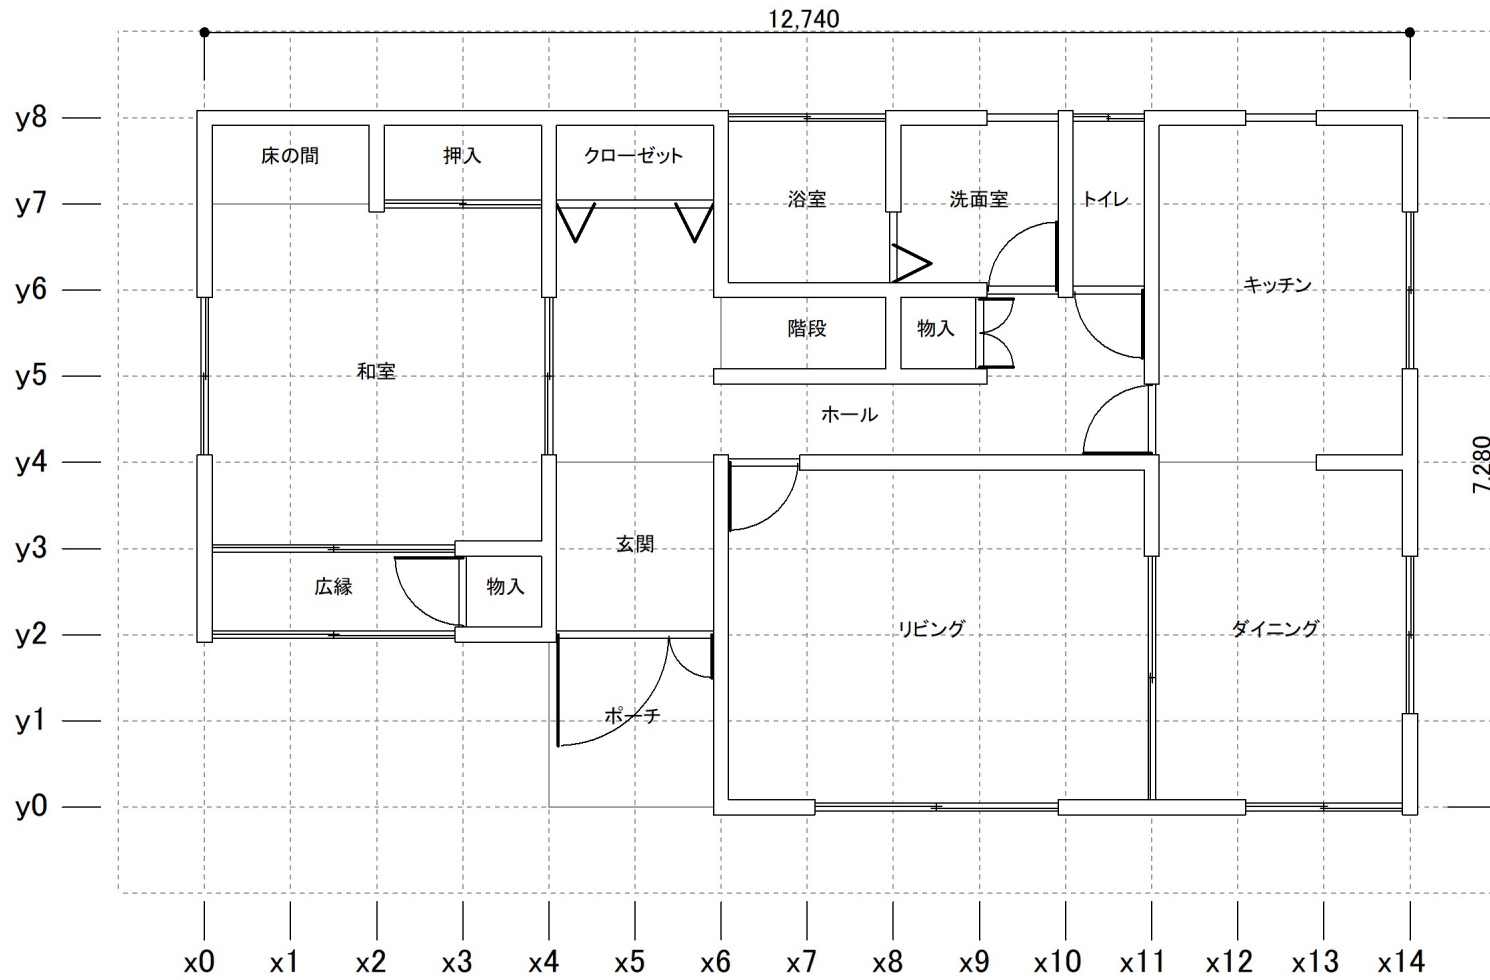 12,740
y8
床の間
押入
クローゼット
y7
浴室
洗面室
トイレ
y6
キッチン
階段
物入
y5
和室
ホール
y4
7,280
y3
玄関
広縁
物入
y2
リビング
ダイニング
y1
ポーチ
y0
x0 x1 x2 x3 x4 x5 x6 x7 x8 x9 x10 x11 x12 x13 x14